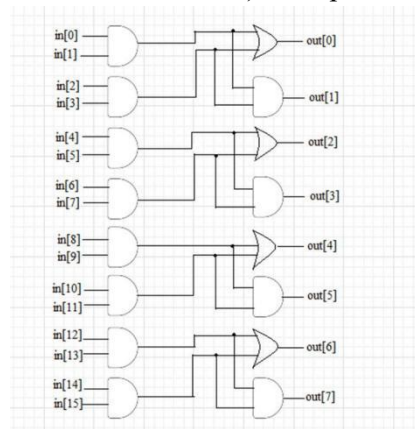 in[0]
in[1]
out[0]
in[2]
in[3]
out[1]
in[4]
in[5]
out[2]
in[6]
in[7]
out[3]
in[8]
in[9]
out[4]
in[10]
in[11]
out[5]
in[12]
in[13]
out[6]
in[14]
in[15]
out[7]